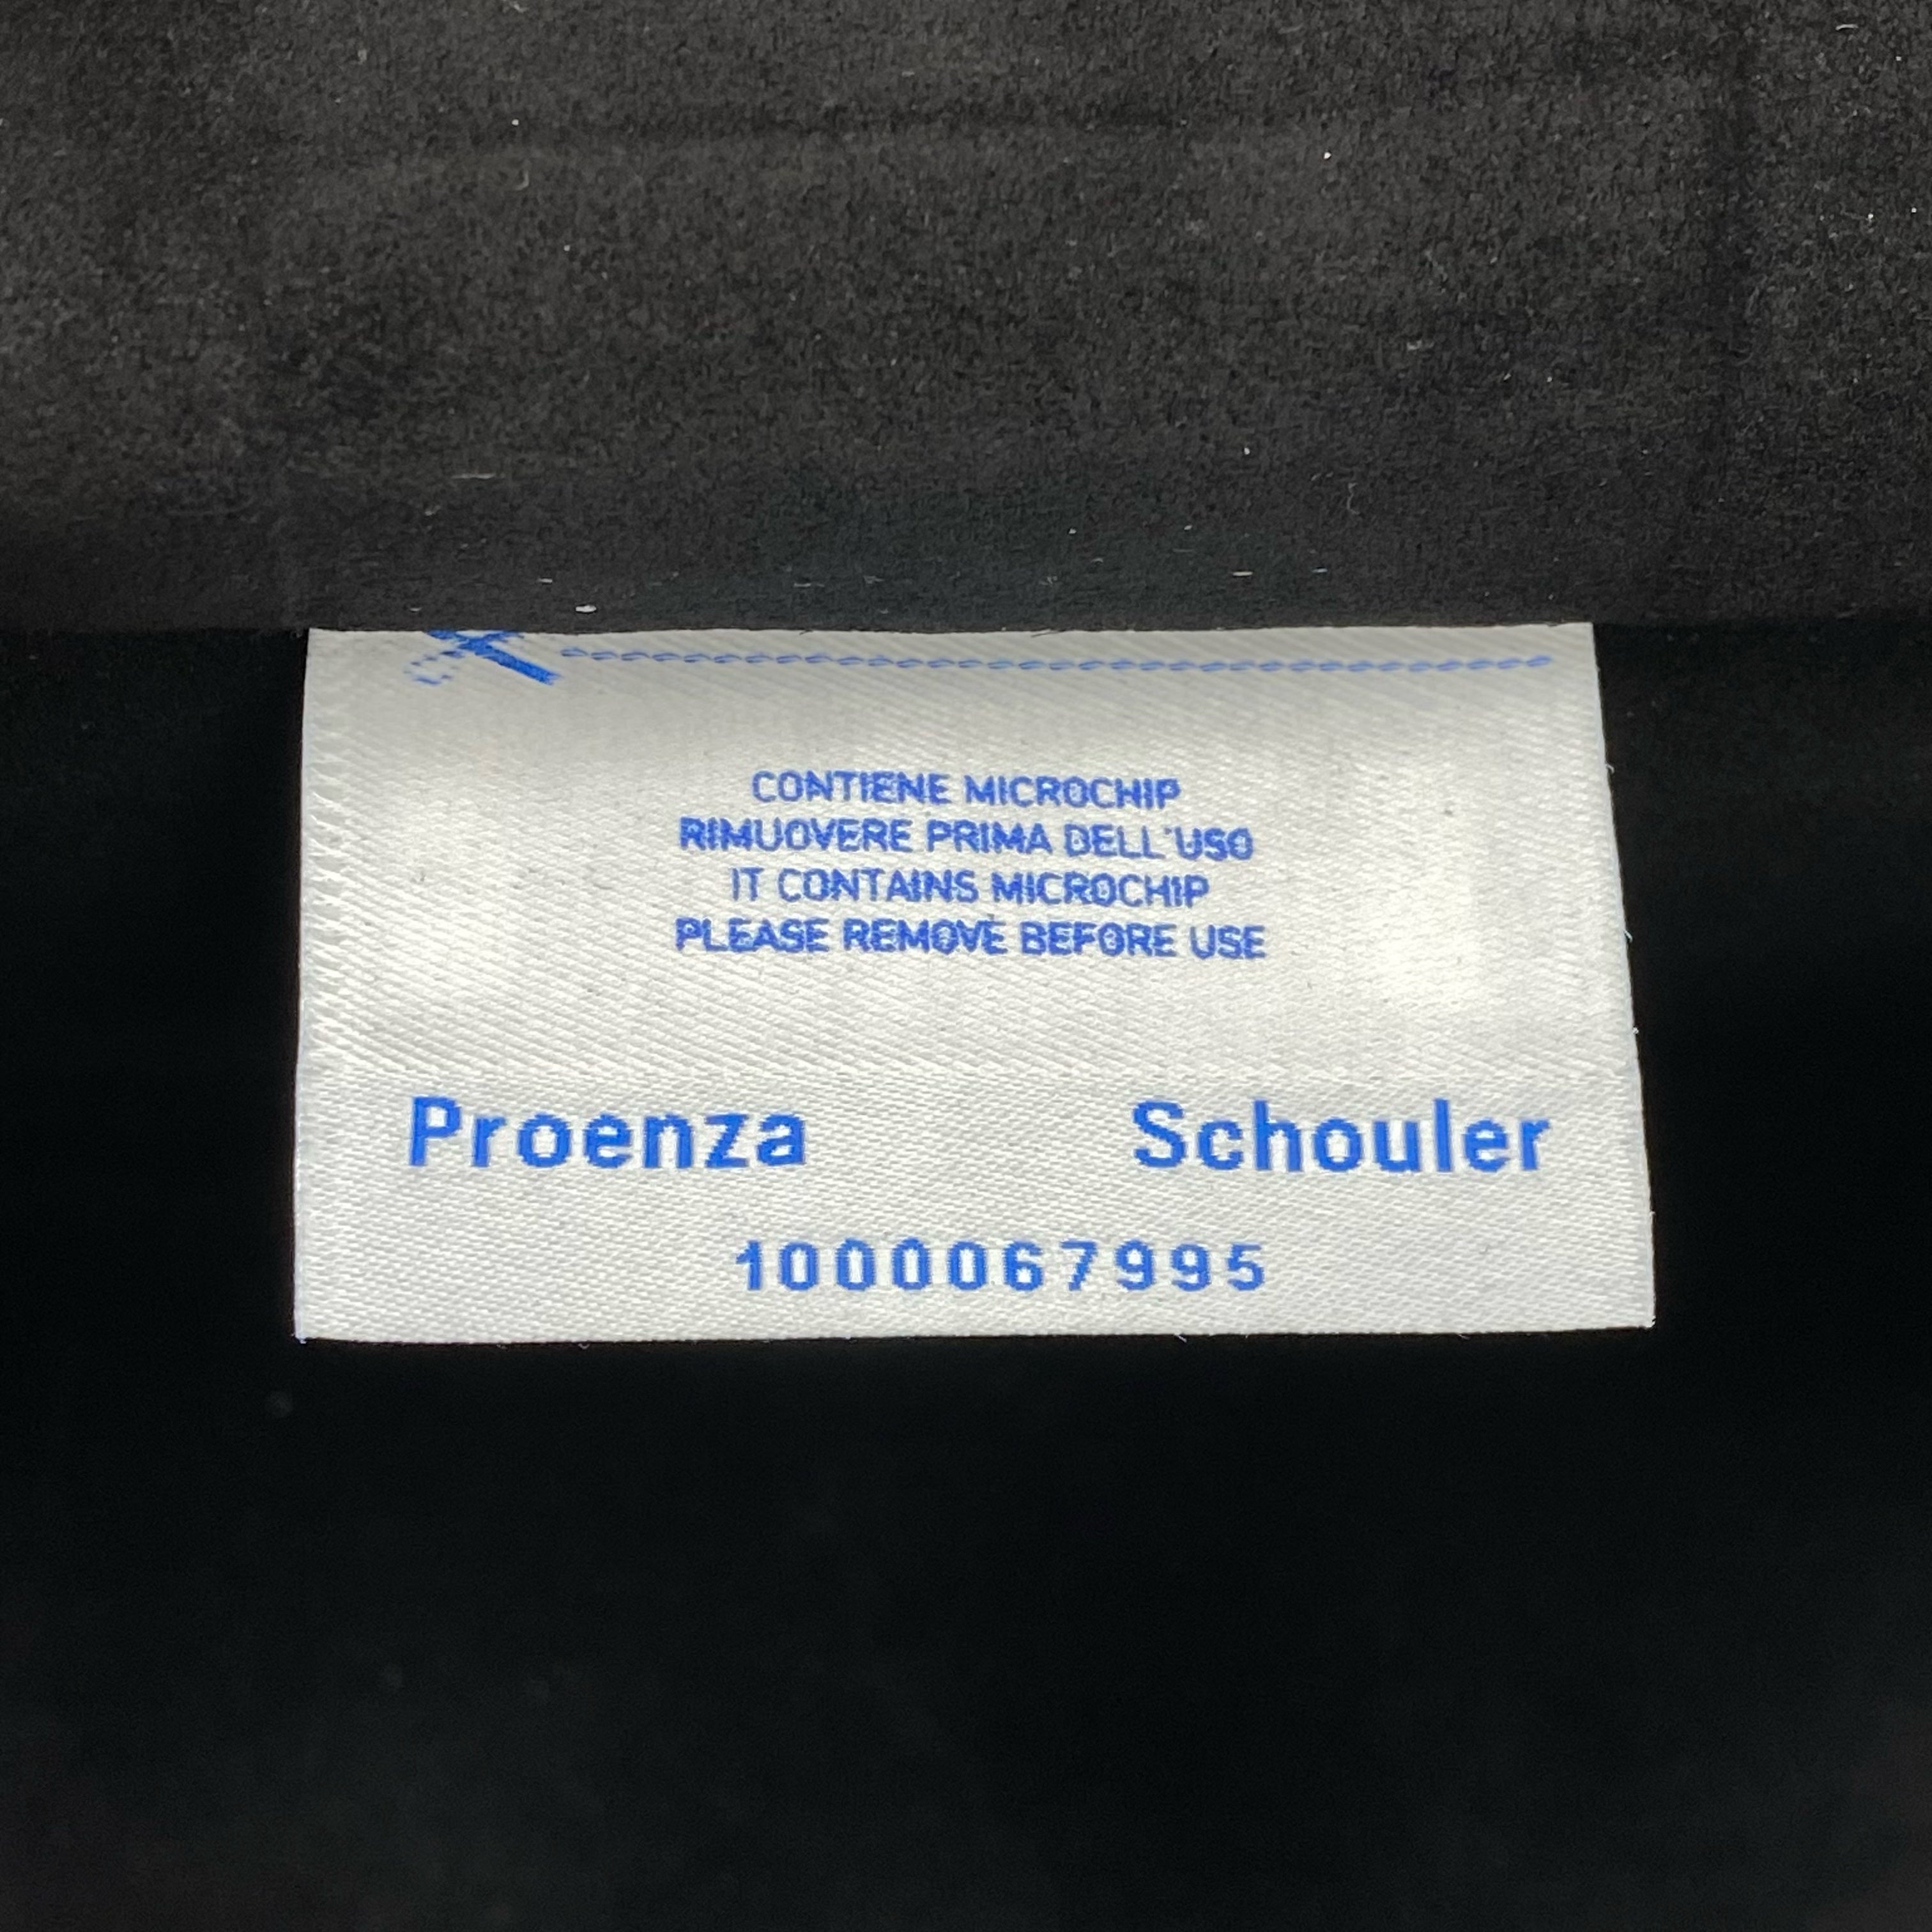 CONTIENE MICROCHIP
RIMUOVERE PRIMA DELL'USO
IT CONTAINS MICROCHIP
PLEASE REMOVE BEFORE USE
Proenza Schouler
1000067995